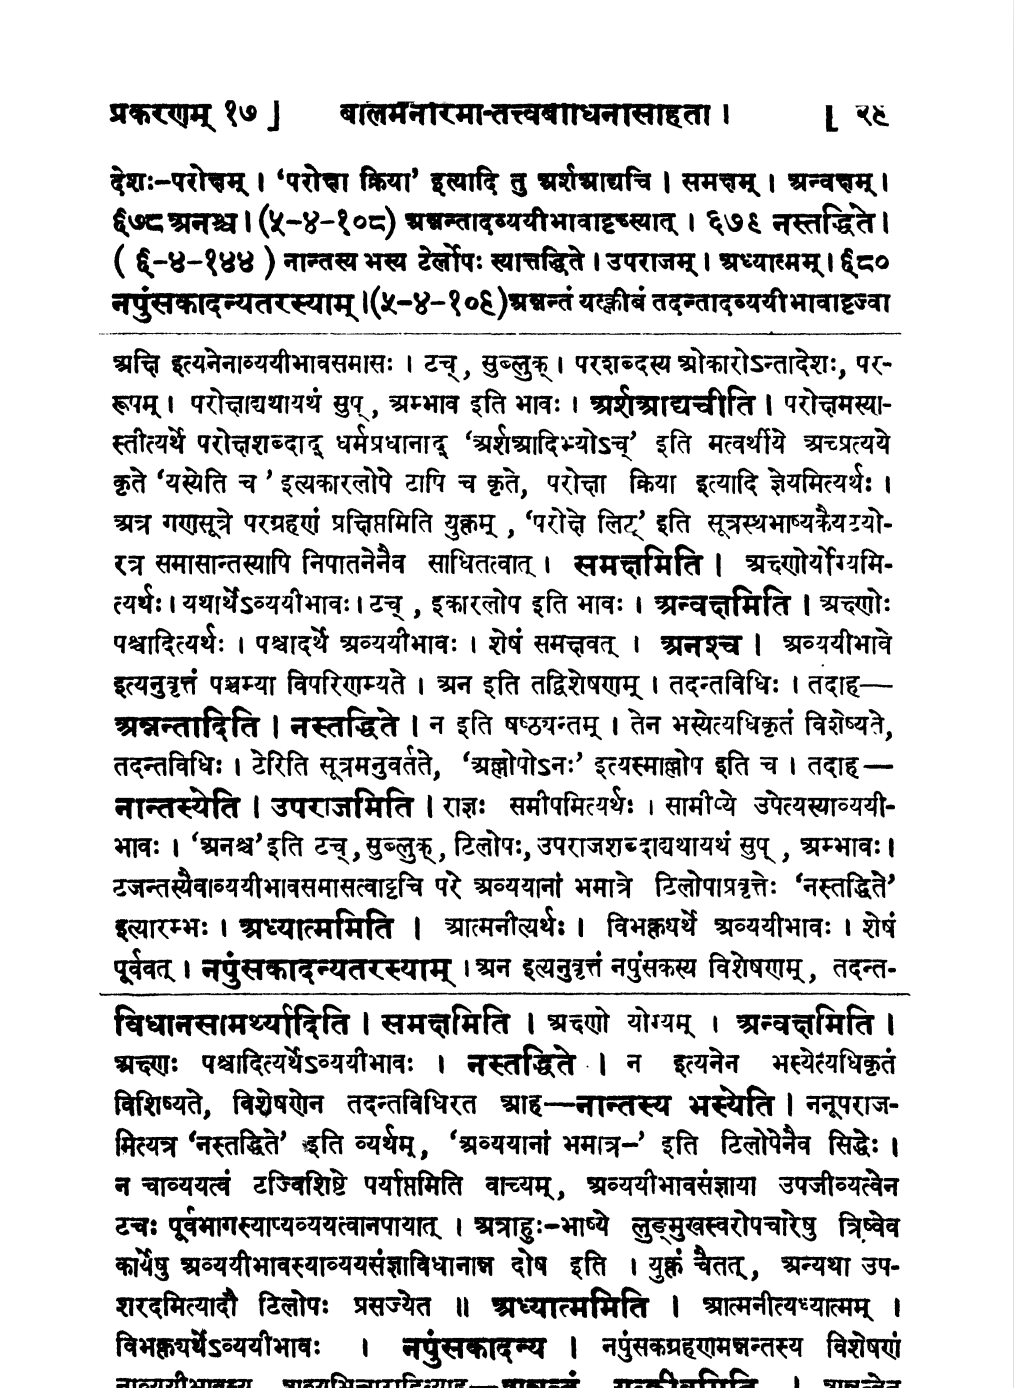 प्रकरणम् १७ ] बालमनोरमा-तत्त्वबोधिनीसहिता । [ २९
देशः-परोक्षम् । ‘परोक्षा क्रिया’ इत्यादि तु अर्शआद्यचि । समक्षम् । अन्वक्षम् ।
६७८ अनश्च । (५-४-१०८) अन्नन्तादव्ययीभावाट्टच्स्यात् । ६७९ नस्तद्धिते ।
( ६-४-१४४ ) नान्तस्य भस्य टेर्लोपः स्यात्तद्धिते । उपराजम् । अध्यात्मम् । ६८०
नपुंसकादन्यतरस्याम् । (५-४-१०९) अन्नन्तं यत्क्लीबं तदन्तादव्ययीभावाट्टज्वा
अक्षि इत्यनेनाव्ययीभावसमासः । टच् , सुब्लुक् । परशब्दस्य ओकारोऽन्तादेशः, पर-
रूपम् । परोक्षाद्यथायथं सुप् , अम्भाव इति भावः । अर्शआद्यचीति । परोक्षमस्या-
स्तीत्यर्थे परोक्षशब्दाद् धर्मप्रधानाद् ‘अर्शआदिभ्योऽच्’ इति मत्वर्थीये अच्प्रत्यये
कृते ‘यस्येति च ’ इत्यकारलोपे टापि च कृते, परोक्षा क्रिया इत्यादि ज्ञेयमित्यर्थः ।
अत्र गणसूत्रे परग्रहणं प्रक्षिप्तमिति युक्तम् , ‘परोक्षे लिट्’ इति सूत्रस्थभाष्यकैयटयो-
रत्र समासान्तस्यापि निपातनेनैव साधितत्वात् । समक्षमिति । अक्ष्णोर्योग्यमि-
त्यर्थः । यथार्थेऽव्ययीभावः । टच् , इकारलोप इति भावः । अन्वक्षमिति । अक्ष्णोः
पश्चादित्यर्थः । पश्चादर्थे अव्ययीभावः । शेषं समक्षवत् । अनश्च । अव्ययीभावे
इत्यनुवृत्तं पञ्चम्या विपरिणम्यते । अन इति तद्विशेषणम् । तदन्तविधिः । तदाह—
अन्नन्तादिति । नस्तद्धिते । न इति षष्ठ्यन्तम् । तेन भस्येत्यधिकृतं विशेष्यते,
तदन्तविधिः । टेरिति सूत्रमनुवर्तते, ‘अल्लोपोऽनः’ इत्यस्माल्लोप इति च । तदाह—
नान्तस्येति । उपराजमिति । राज्ञः समीपमित्यर्थः । सामीप्ये उपेत्यस्याव्ययी-
भावः । ‘अनश्च’ इति टच् , सुब्लुक् , टिलोपः, उपराजशब्दाद्यथायथं सुप् , अम्भावः ।
टजन्तस्यैवाव्ययीभावसमासत्वाट्टचि परे अव्ययानां भमात्रे टिलोपाप्रवृत्तेः ‘नस्तद्धिते’
इत्यारम्भः । अध्यात्ममिति । आत्मनीत्यर्थः । विभक्त्यर्थे अव्ययीभावः । शेषं
पूर्ववत् । नपुंसकादन्यतरस्याम् । अन इत्यनुवृत्तं नपुंसकस्य विशेषणम् , तदन्त-
विधानसामर्थ्यादिति । समक्षमिति । अक्ष्णो योग्यम् । अन्वक्षमिति ।
अक्ष्णः पश्चादित्यर्थेऽव्ययीभावः । नस्तद्धिते । न इत्यनेन भस्येत्यधिकृतं
विशिष्यते, विशेषणेन तदन्तविधिरत आह—नान्तस्य भस्येति । ननूपराज-
मित्यत्र ‘नस्तद्धिते’ इति व्यर्थम् , ‘अव्ययानां भमात्र-’ इति टिलोपेनैव सिद्धेः ।
न चाव्ययत्वं टज्विशिष्टे पर्याप्तमिति वाच्यम् , अव्ययीभावसंज्ञाया उपजीव्यत्वेन
टचः पूर्वभागस्याप्यव्ययत्वानपायात् । अत्राहुः-भाष्ये लुङ्मुखस्वरोपचारेषु त्रिष्वेव
कार्येषु अव्ययीभावस्याव्ययसंज्ञाविधानान्न दोष इति । युक्तं चैतत् , अन्यथा उप-
शरदमित्यादौ टिलोपः प्रसज्येत ॥ अध्यात्ममिति । आत्मनीत्यध्यात्मम् ।
विभक्त्यर्थेऽव्ययीभावः । नपुंसकादन्य । नपुंसकग्रहणमन्नन्तस्य विशेषणं